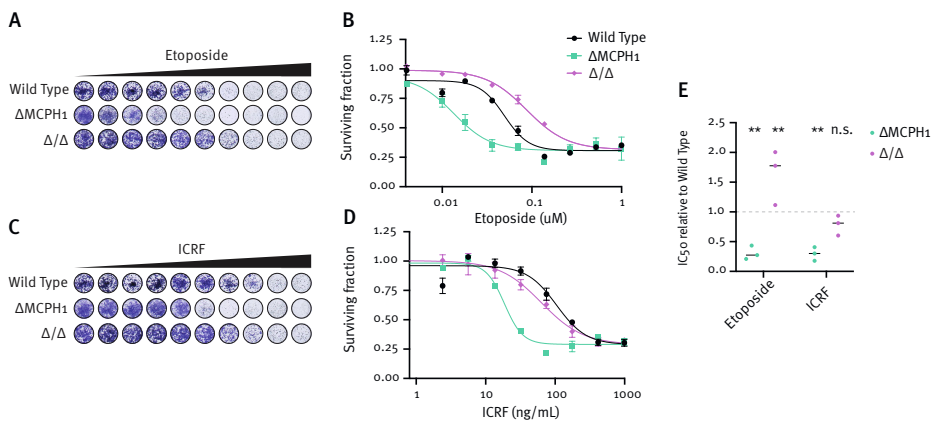 A
Etoposide
Wild Type
ΔMCPH1
Δ/Δ
B
Wild Type
ΔMCPH1
Δ/Δ
1.25
1.00
0.75
0.50
0.25
0.00
Surviving fraction
0.01
0.1
1
Etoposide (uM)
C
ICRF
Wild Type
ΔMCPH1
Δ/Δ
D
1.25
1.00
0.75
0.50
0.25
0.00
Surviving fraction
1
10
100
1000
ICRF (ng/mL)
E
ΔMCPH1
Δ/Δ
** ** ** n.s.
2.5
2.0
1.5
1.0
0.5
0.0
IC50 relative to Wild Type
Etoposide
ICRF